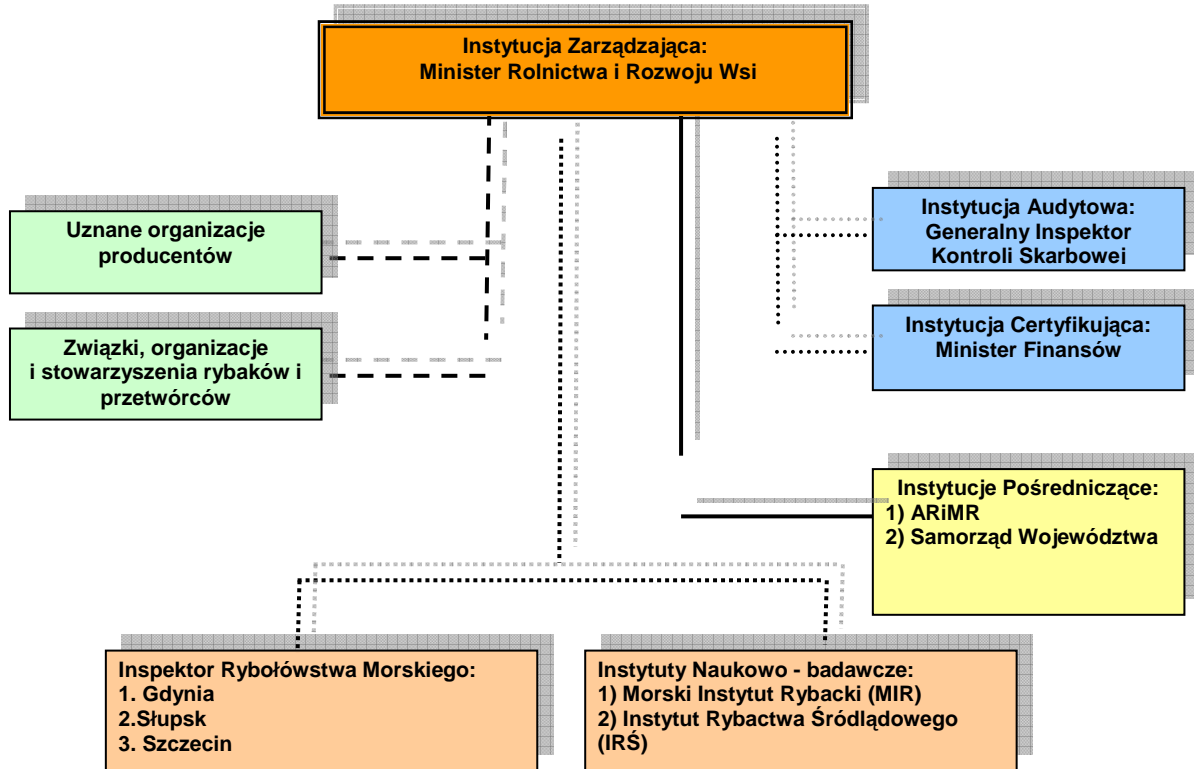 Instytucja Zarządzająca:
Minister Rolnictwa i Rozwoju Wsi
Uznane organizacje
producentów
Instytucja Audytowa:
Generalny Inspektor
Kontroli Skarbowej
Związki, organizacje
i stowarzyszenia rybaków i
przetwórców
Instytucja Certyfikująca:
Minister Finansów
Instytucje Pośredniczące:
1) ARiMR
2) Samorząd Województwa
Inspektor Rybołówstwa Morskiego:
1. Gdynia
2.Słupsk
3. Szczecin
Instytuty Naukowo - badawcze:
1) Morski Instytut Rybacki (MIR)
2) Instytut Rybactwa Śródlądowego
(IRŚ)